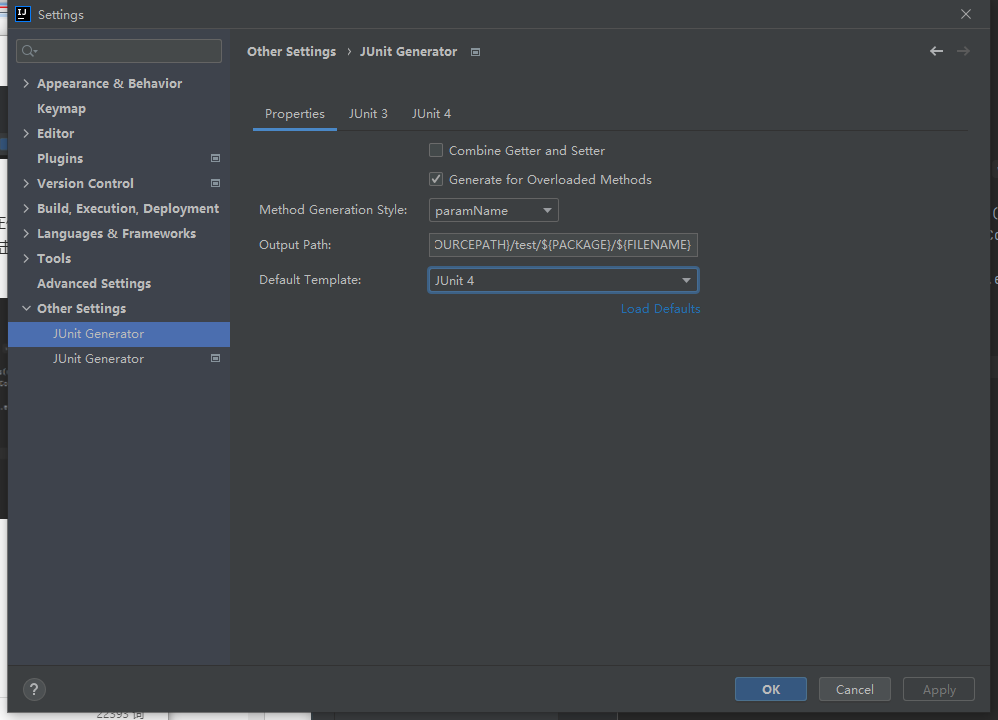 Settings
Appearance & Behavior
Keymap
Editor
Plugins
Version Control
Build, Execution, Deployment
Languages & Frameworks
Tools
Advanced Settings
Other Settings
JUnit Generator
JUnit Generator
Other Settings › JUnit Generator
Properties JUnit 3 JUnit 4
Combine Getter and Setter
Generate for Overloaded Methods
Method Generation Style: paramName
Output Path: OURCEPATH}/test/${PACKAGE}/${FILENAME}
Default Template: JUnit 4
Load Defaults
? OK Cancel Apply
22393 词